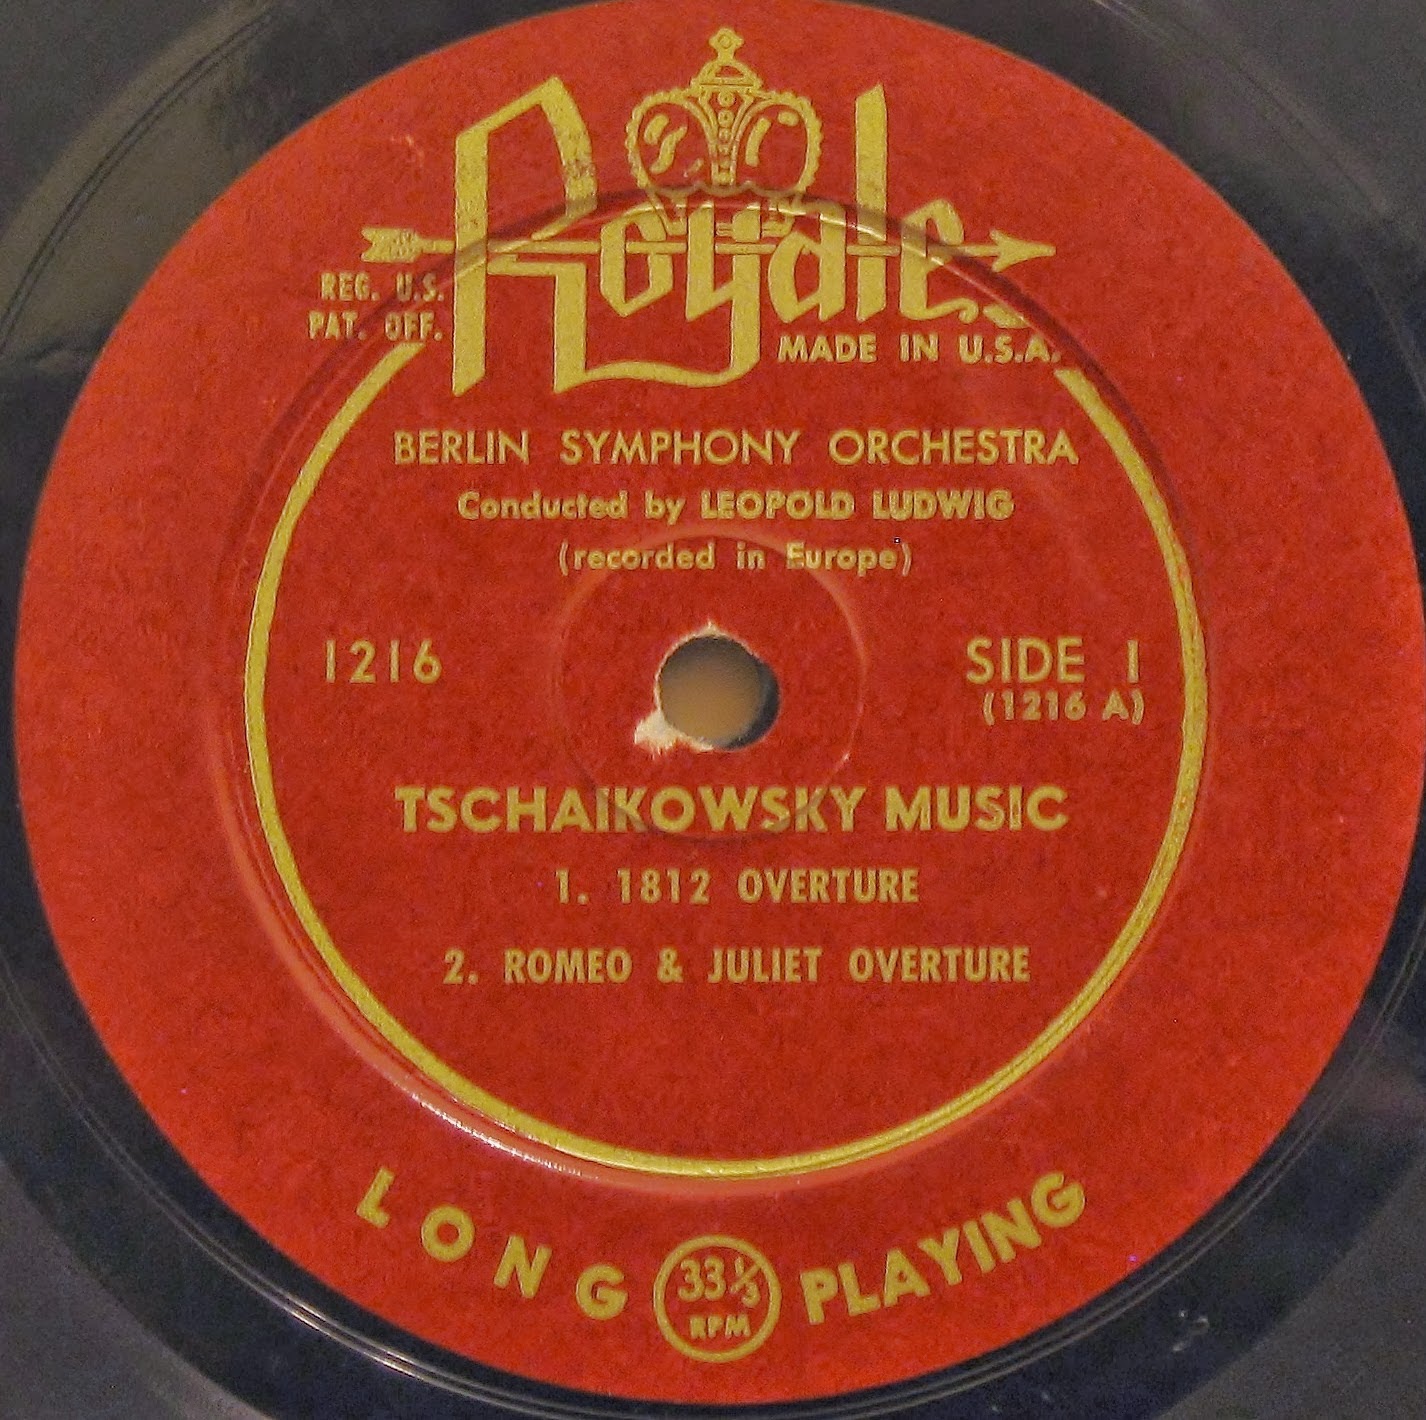 Royale
REG. U.S.
PAT. OFF.
MADE IN U.S.A.
BERLIN SYMPHONY ORCHESTRA
Conducted by LEOPOLD LUDWIG
(recorded in Europe)
1216
SIDE 1
(1216 A)
TSCHAIKOWSKY MUSIC
1. 1812 OVERTURE
2. ROMEO & JULIET OVERTURE
LONG 33⅓ RPM PLAYING